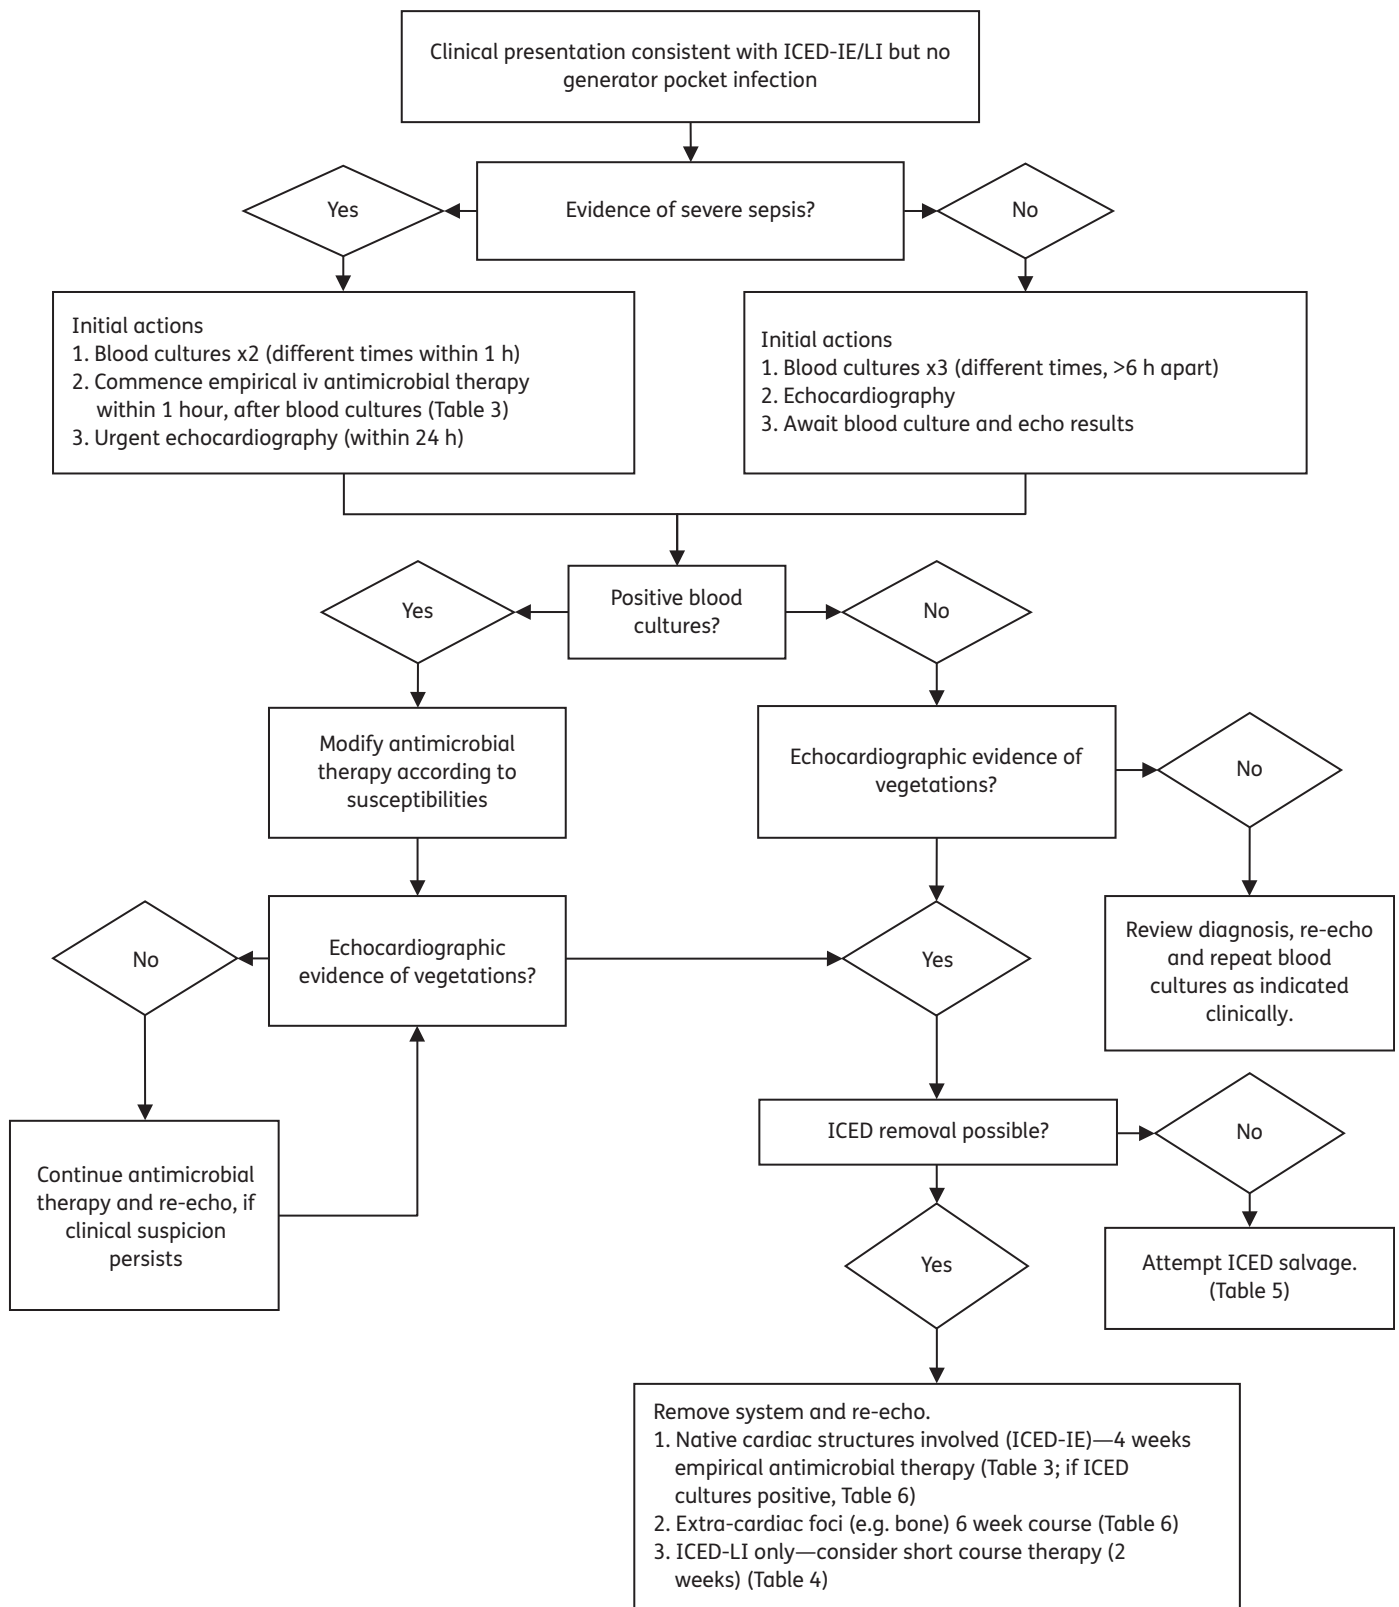 Clinical presentation consistent with ICED-IE/LI but no
generator pocket infection
Yes
Evidence of severe sepsis?
No
Initial actions
1. Blood cultures x2 (different times within 1 h)
2. Commence empirical iv antimicrobial therapy
within 1 hour, after blood cultures (Table 3)
3. Urgent echocardiography (within 24 h)
Initial actions
1. Blood cultures x3 (different times, >6 h apart)
2. Echocardiography
3. Await blood culture and echo results
Yes
Positive blood
cultures?
No
Modify antimicrobial
therapy according to
susceptibilities
Echocardiographic evidence of
vegetations?
No
No
Echocardiographic
evidence of vegetations?
Yes
Review diagnosis, re-echo
and repeat blood
cultures as indicated
clinically.
Continue antimicrobial
therapy and re-echo, if
clinical suspicion
persists
ICED removal possible?
No
Yes
Attempt ICED salvage.
(Table 5)
Remove system and re-echo.
1. Native cardiac structures involved (ICED-IE)—4 weeks
empirical antimicrobial therapy (Table 3; if ICED
cultures positive, Table 6)
2. Extra-cardiac foci (e.g. bone) 6 week course (Table 6)
3. ICED-LI only—consider short course therapy (2
weeks) (Table 4)